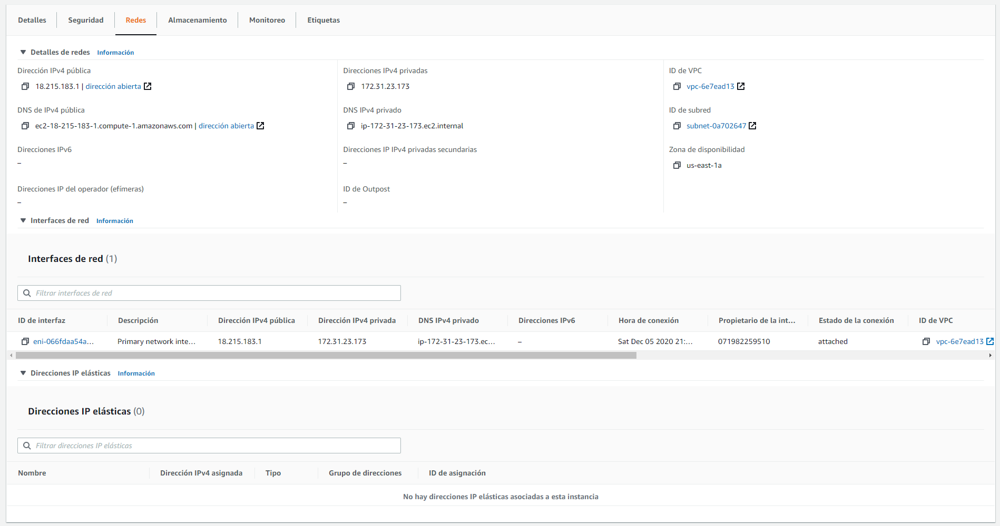 Detalles Seguridad Redes Almacenamiento Monitoreo Etiquetas
Detalles de redes Información
Dirección IPv4 pública Direcciones IPv4 privadas ID de VPC
18.215.183.1 | dirección abierta 172.31.23.173 vpc-6e7ead13
DNS de IPv4 pública DNS IPv4 privado ID de subred
ec2-18-215-183-1.compute-1.amazonaws.com | dirección abierta ip-172-31-23-173.ec2.internal subnet-0a702647
Direcciones IPv6 Direcciones IP IPv4 privadas secundarias Zona de disponibilidad
– – us-east-1a
Direcciones IP del operador (efímeras) ID de Outpost
– –
Interfaces de red Información
Interfaces de red (1)
Filtrar interfaces de red
ID de interfaz Descripción Dirección IPv4 pública Dirección IPv4 privada DNS IPv4 privado Direcciones IPv6 Hora de conexión Propietario de la int... Estado de la conexión ID de VPC
eni-066fdaa54a... Primary network inte... 18.215.183.1 172.31.23.173 ip-172-31-23-173.ec... – Sat Dec 05 2020 21:... 071982259510 attached vpc-6e7ead13
Direcciones IP elásticas Información
Direcciones IP elásticas (0)
Filtrar direcciones IP elásticas
Nombre Dirección IPv4 asignada Tipo Grupo de direcciones ID de asignación
No hay direcciones IP elásticas asociadas a esta instancia